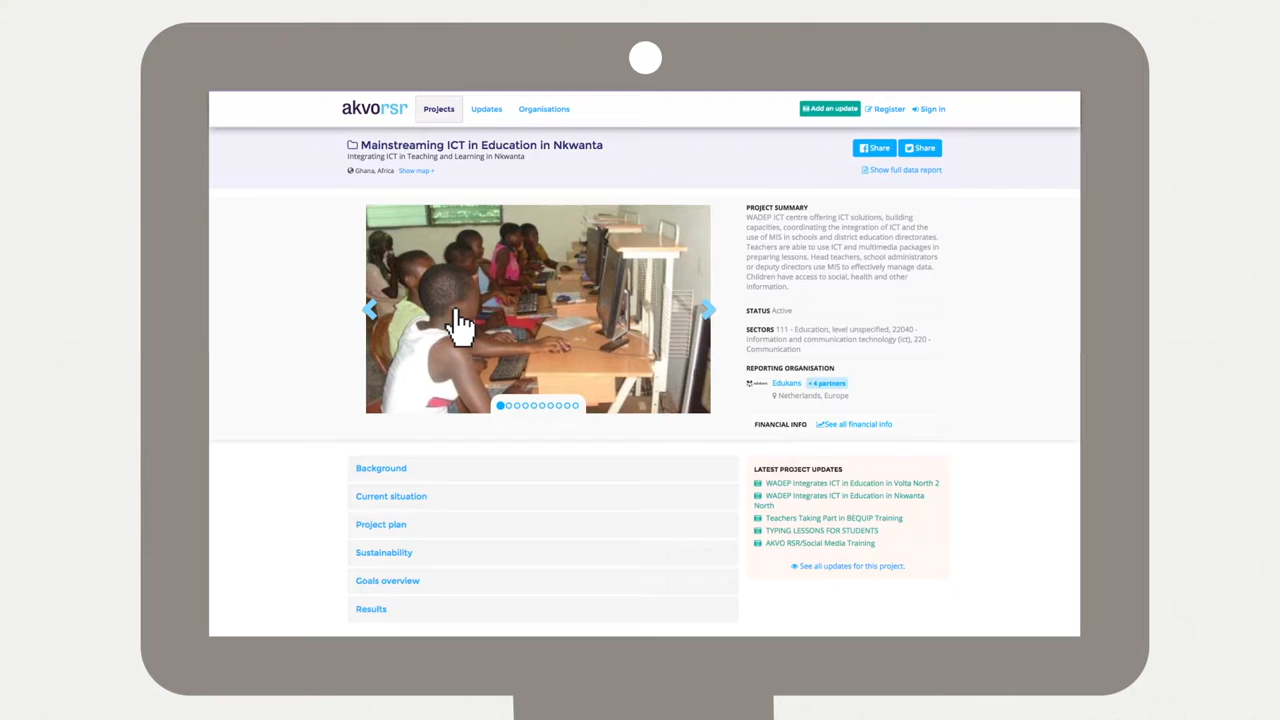 akvorsr
Projects
Updates
Organisations
Add an update
Register
Sign in
Mainstreaming ICT in Education in Nkwanta
Integrating ICT in Teaching and Learning in Nkwanta
Ghana, Africa Show map +
Share
Share
Show full data report
PROJECT SUMMARY
WADEP ICT centre offering ICT solutions, building
capacities, coordinating the integration of ICT and the
use of MIS in schools and district education directorates.
Teachers are able to use ICT and multimedia packages in
preparing lessons. Head teachers, school administrators
or deputy directors use MIS to effectively manage data.
Children have access to social, health and other
information.
STATUS Active
SECTORS 111 - Education, level unspecified, 22040 -
Information and communication technology (ict), 220 -
Communication
REPORTING ORGANISATION
Edukans + 4 partners
Netherlands, Europe
FINANCIAL INFO See all financial info
Background
Current situation
Project plan
Sustainability
Goals overview
Results
LATEST PROJECT UPDATES
WADEP Integrates ICT in Education in Volta North 2
WADEP Integrates ICT in Education in Nkwanta
North
Teachers Taking Part in BEQUIP Training
TYPING LESSONS FOR STUDENTS
AKVO RSR/Social Media Training
See all updates for this project.